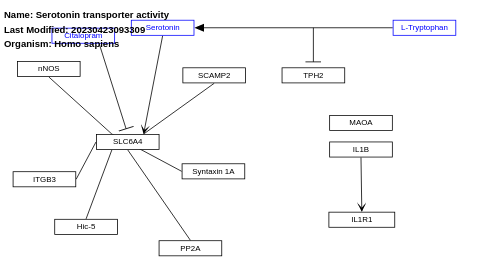 Name: Serotonin transporter activity
Last Modified: 20230423093309
Organism: Homo sapiens
Citalopram
Serotonin
L-Tryptophan
nNOS
SCAMP2
TPH2
MAOA
SLC6A4
IL1B
ITGB3
Syntaxin 1A
Hic-5
IL1R1
PP2A